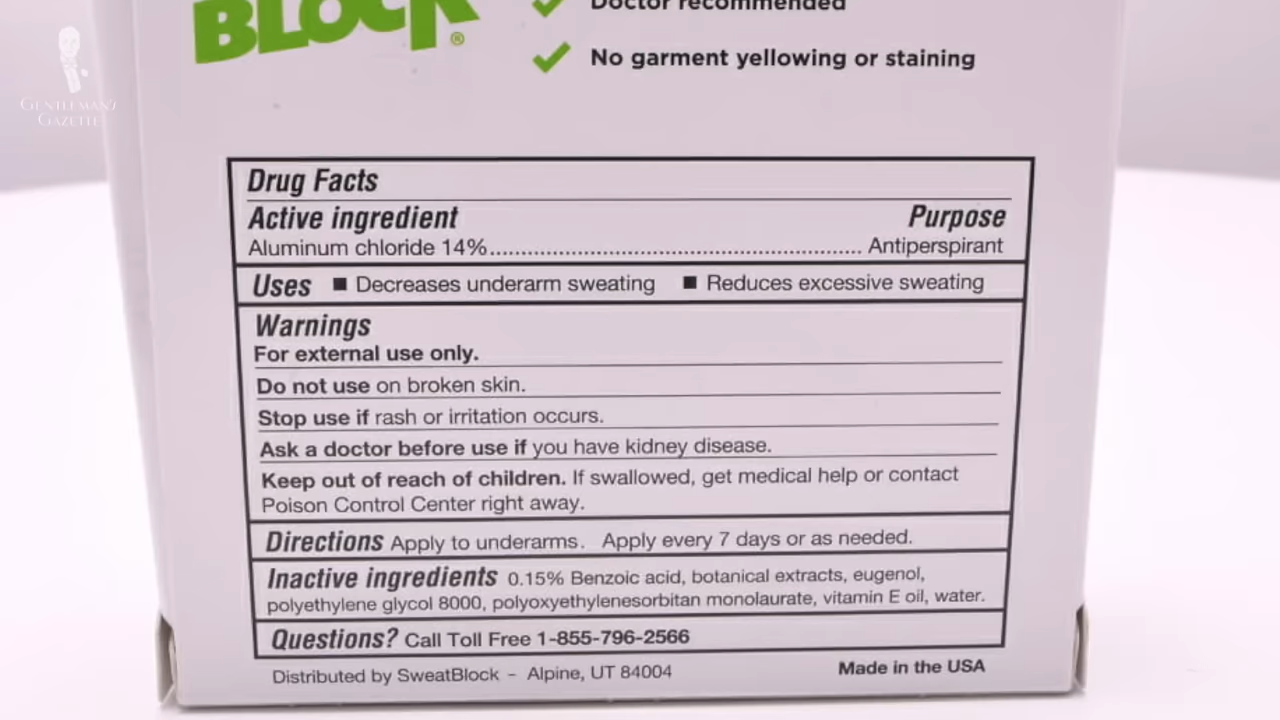 BLOCK®
Doctor recommended
No garment yellowing or staining
GENTLEMAN'S
GAZETTE
Drug Facts
Active ingredient Purpose
Aluminum chloride 14%........................................................... Antiperspirant
Uses ■ Decreases underarm sweating ■ Reduces excessive sweating
Warnings
For external use only.
Do not use on broken skin.
Stop use if rash or irritation occurs.
Ask a doctor before use if you have kidney disease.
Keep out of reach of children. If swallowed, get medical help or contact
Poison Control Center right away.
Directions Apply to underarms. Apply every 7 days or as needed.
Inactive ingredients 0.15% Benzoic acid, botanical extracts, eugenol,
polyethylene glycol 8000, polyoxyethylenesorbitan monolaurate, vitamin E oil, water.
Questions? Call Toll Free 1-855-796-2566
Distributed by SweatBlock - Alpine, UT 84004 Made in the USA